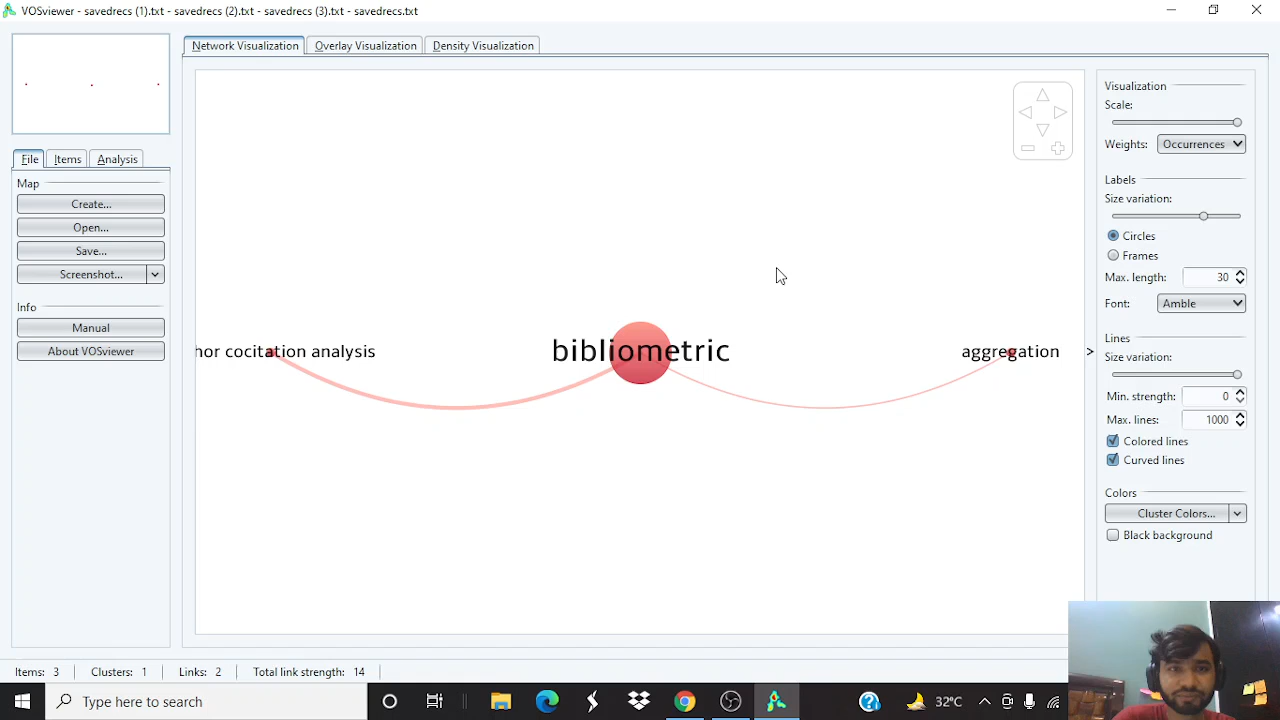 VOSviewer - savedrecs (1).txt - savedrecs (2).txt - savedrecs (3).txt - savedrecs.txt
Network Visualization
Overlay Visualization
Density Visualization
File
Items
Analysis
Map
Create...
Open...
Save...
Screenshot...
Info
Manual
About VOSviewer
hor cocitation analysis
bibliometric
aggregation
>
Visualization
Scale:
Weights: Occurrences
Labels
Size variation:
Circles
Frames
Max. length: 30
Font: Amble
Lines
Size variation:
Min. strength: 0
Max. lines: 1000
Colored lines
Curved lines
Colors
Cluster Colors...
Black background
Items: 3
Clusters: 1
Links: 2
Total link strength: 14
Type here to search
32°C